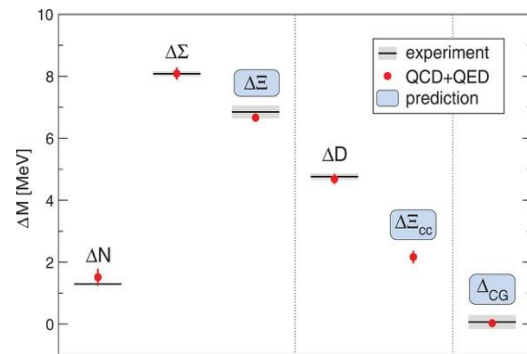 10
8
6
4
2
0
ΔM [MeV]
ΔN
ΔΣ
ΔΞ
ΔD
ΔΞcc
ΔCG
experiment
QCD+QED
prediction